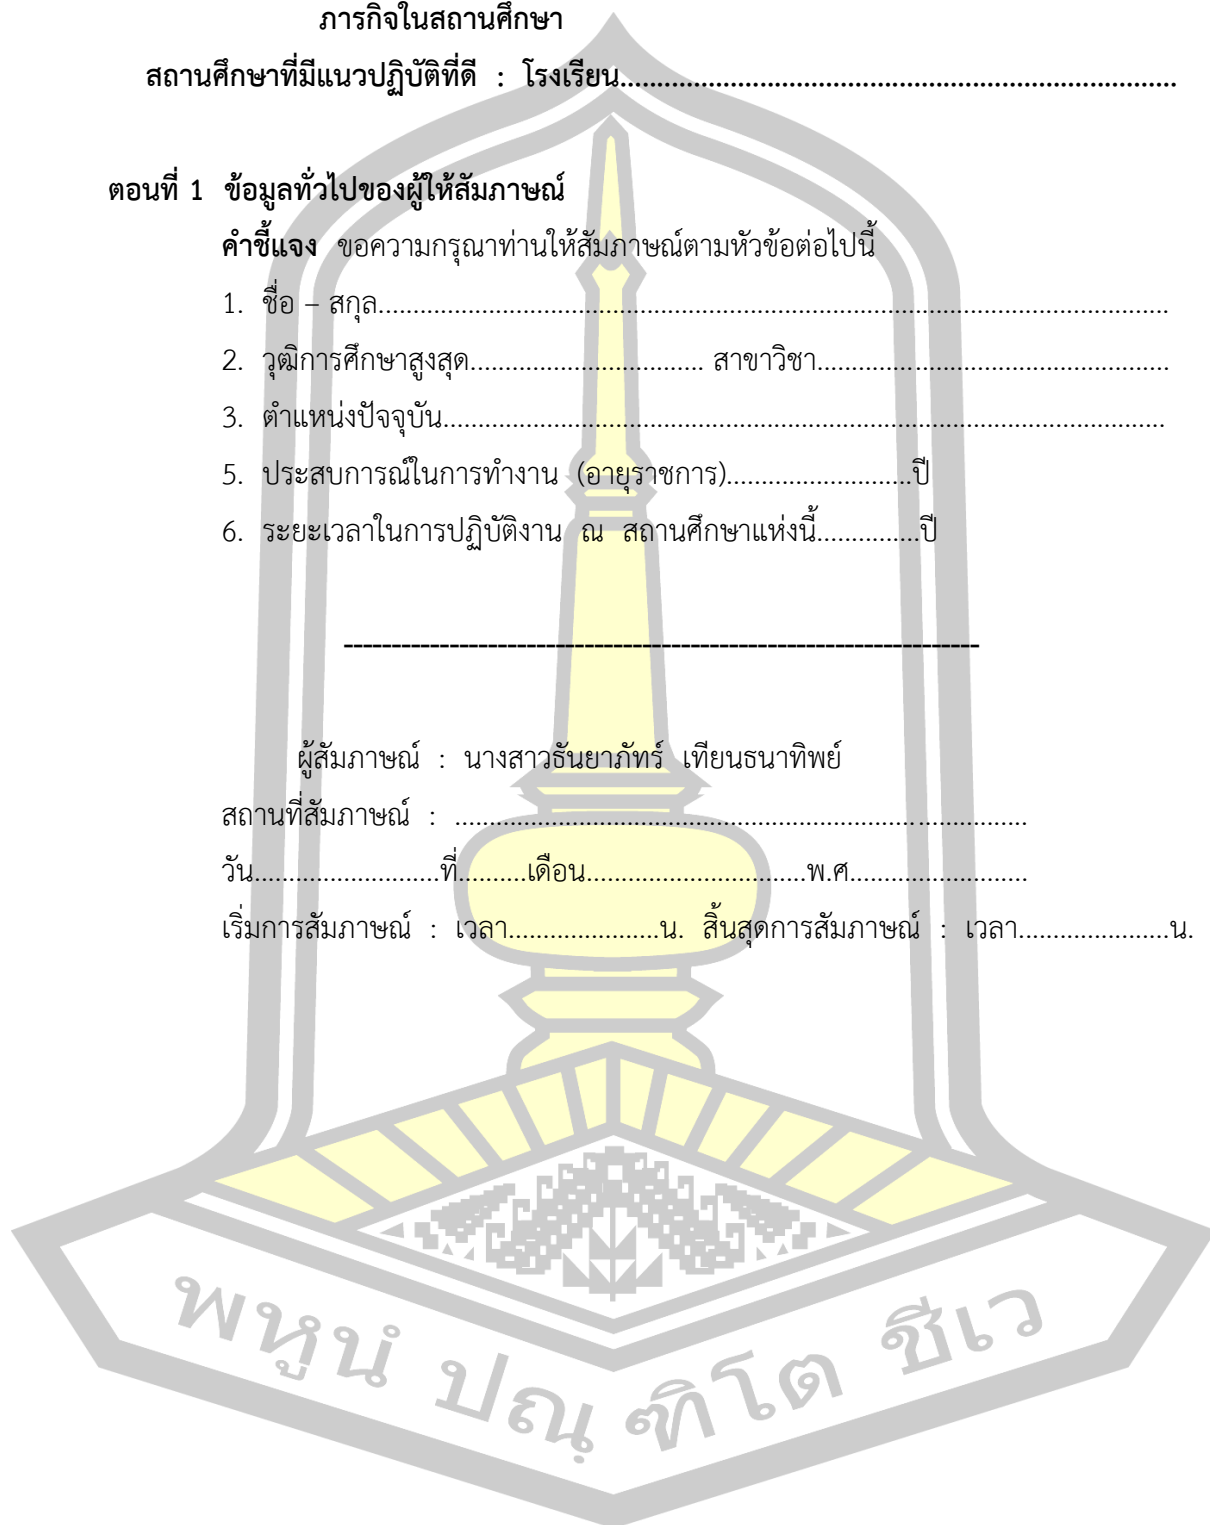 ภารกิจในสถานศึกษา
สถานศึกษาที่มีแนวปฏิบัติที่ดี : โรงเรียน............................................................................
ตอนที่ 1 ข้อมูลทั่วไปของผู้ให้สัมภาษณ์
คำชี้แจง ขอความกรุณาท่านให้สัมภาษณ์ตามหัวข้อต่อไปนี้
1. ชื่อ – สกุล...................................................................................................................
2. วุฒิการศึกษาสูงสุด.................................. สาขาวิชา...................................................
3. ตำแหน่งปัจจุบัน.........................................................................................................
5. ประสบการณ์ในการทำงาน (อายุราชการ)...........................ปี
6. ระยะเวลาในการปฏิบัติงาน ณ สถานศึกษาแห่งนี้...............ปี
------------------------------------------------------------------
ผู้สัมภาษณ์ : นางสาวธันยาภัทร์ เทียนธนาทิพย์
สถานที่สัมภาษณ์ : ...................................................................................
วัน...........................ที่..........เดือน................................พ.ศ..........................
เริ่มการสัมภาษณ์ : เวลา......................น. สิ้นสุดการสัมภาษณ์ : เวลา......................น.
พหูนํ ปณฺฑิโต ชีเว